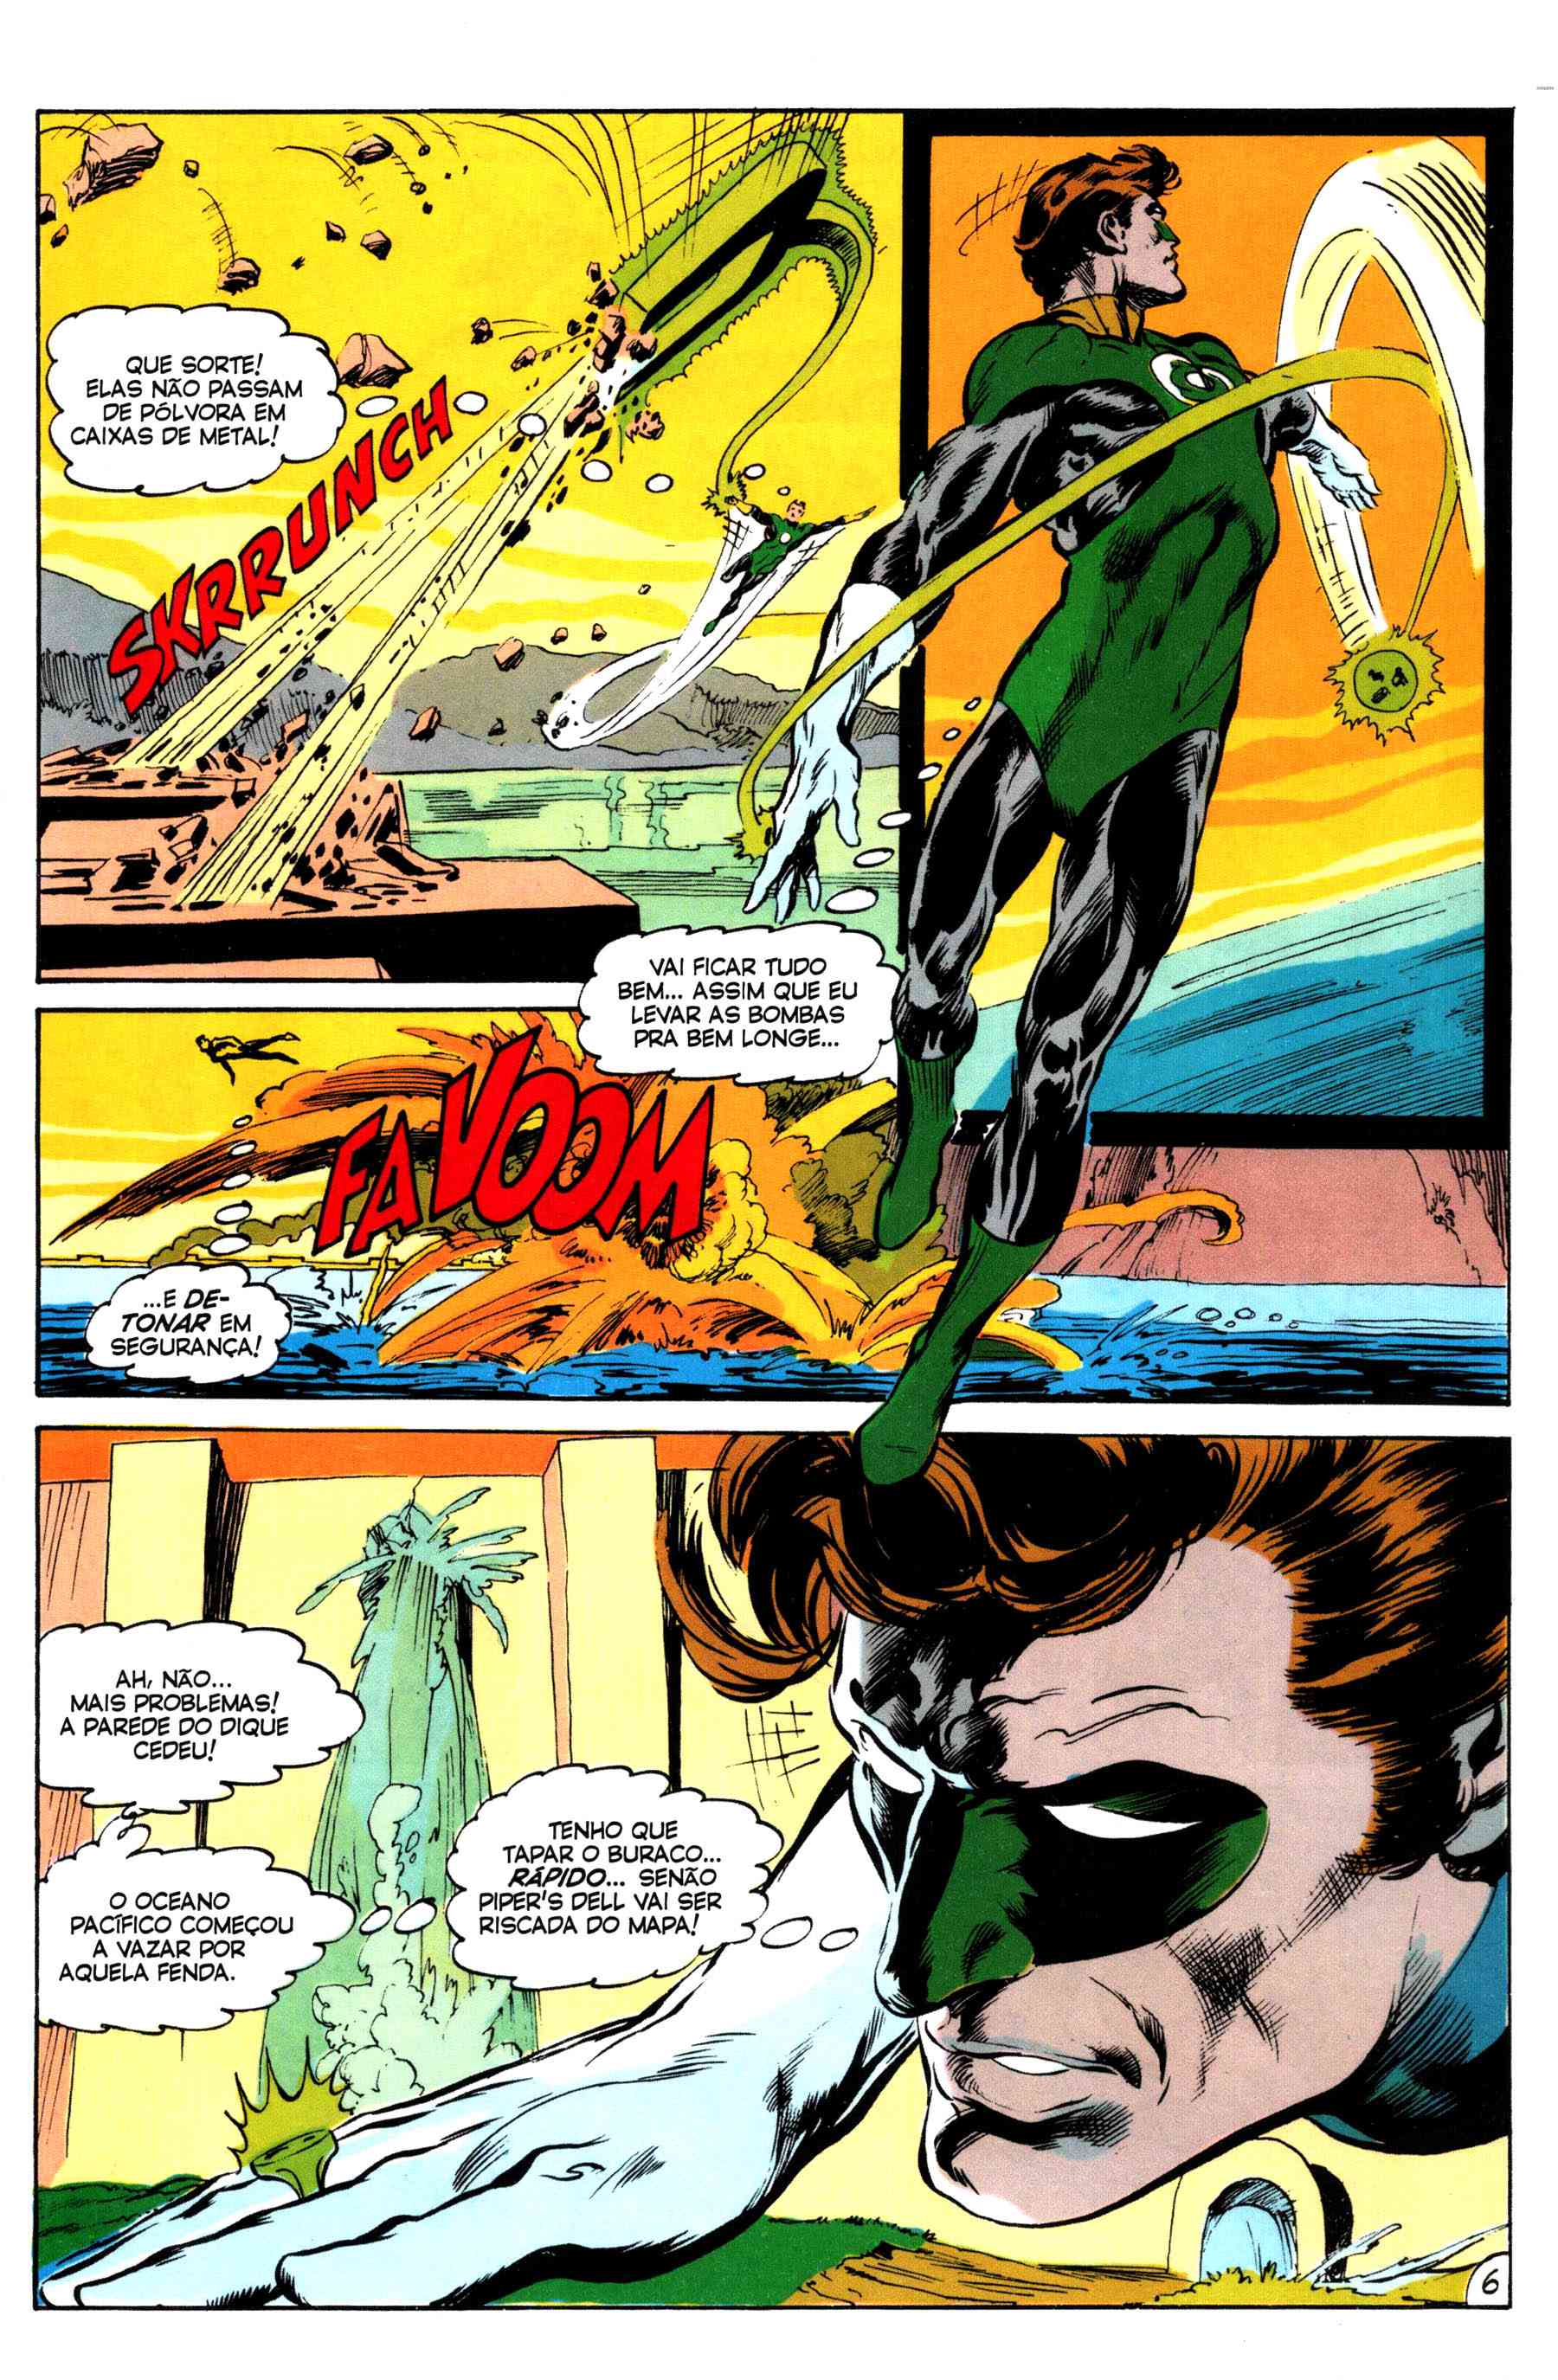 QUE SORTE!
ELAS NÃO PASSAM
DE PÓLVORA EM
CAIXAS DE METAL!
SKRRUNCH
VAI FICAR TUDO
BEM... ASSIM QUE EU
LEVAR AS BOMBAS
PRA BEM LONGE...
FAVOOM
...E DE-
TONAR EM
SEGURANÇA!
AH, NÃO...
MAIS PROBLEMAS!
A PAREDE DO DIQUE
CEDEU!
O OCEANO
PACÍFICO COMEÇOU
A VAZAR POR
AQUELA FENDA.
TENHO QUE
TAPAR O BURACO...
RÁPIDO... SENÃO
PIPER'S DELL VAI SER
RISCADA DO MAPA!
6